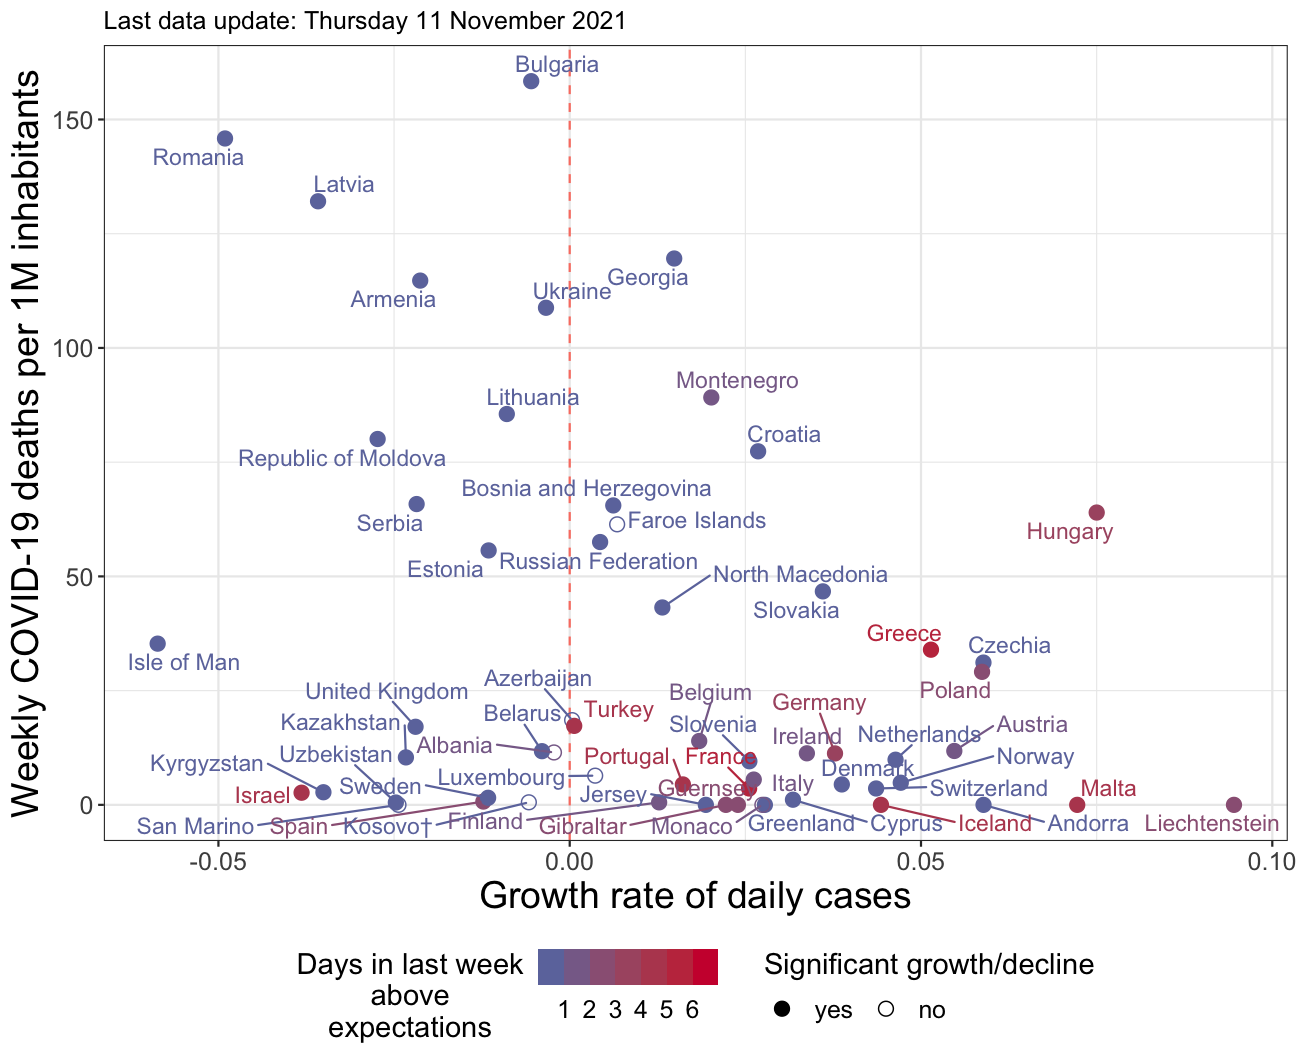 Last data update: Thursday 11 November 2021
Weekly COVID-19 deaths per 1M inhabitants
150
100
50
0
Bulgaria
Romania
Latvia
Georgia
Armenia
Ukraine
Montenegro
Lithuania
Croatia
Republic of Moldova
Bosnia and Herzegovina
Serbia
Faroe Islands
Hungary
Russian Federation
Estonia
North Macedonia
Slovakia
Greece
Czechia
Isle of Man
Azerbaijan
United Kingdom
Belgium
Poland
Germany
Turkey
Belarus
Kazakhstan
Slovenia
Austria
Ireland
Netherlands
Albania
Uzbekistan
Portugal
France
Norway
Kyrgyzstan
Denmark
Luxembourg
Italy
Sweden
Guernsey
Switzerland
Malta
Israel
Jersey
San Marino
Spain
Kosovo†
Finland
Gibraltar
Monaco
Greenland
Cyprus
Iceland
Andorra
Liechtenstein
-0.05
0.00
0.05
0.10
Growth rate of daily cases
Days in last week
above
expectations
1 2 3 4 5 6
Significant growth/decline
yes
no